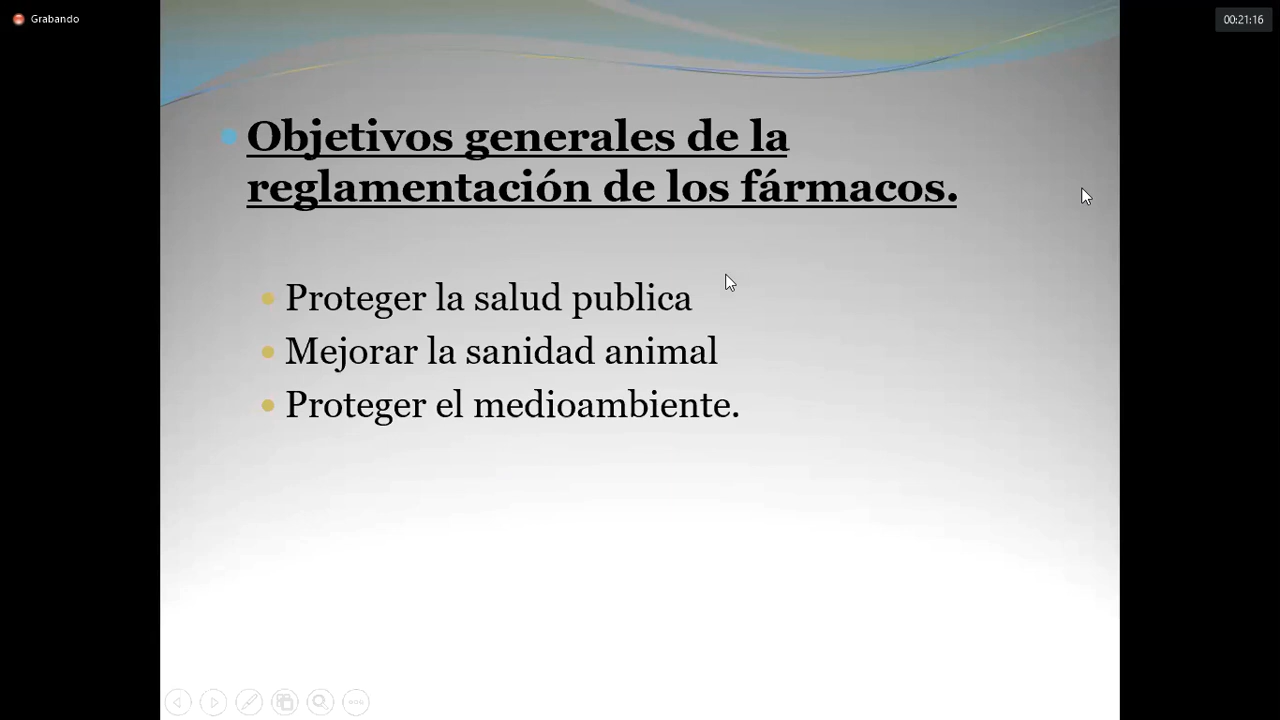 Grabando
00:21:16
Objetivos generales de la
reglamentación de los fármacos.
Proteger la salud publica
Mejorar la sanidad animal
Proteger el medioambiente.